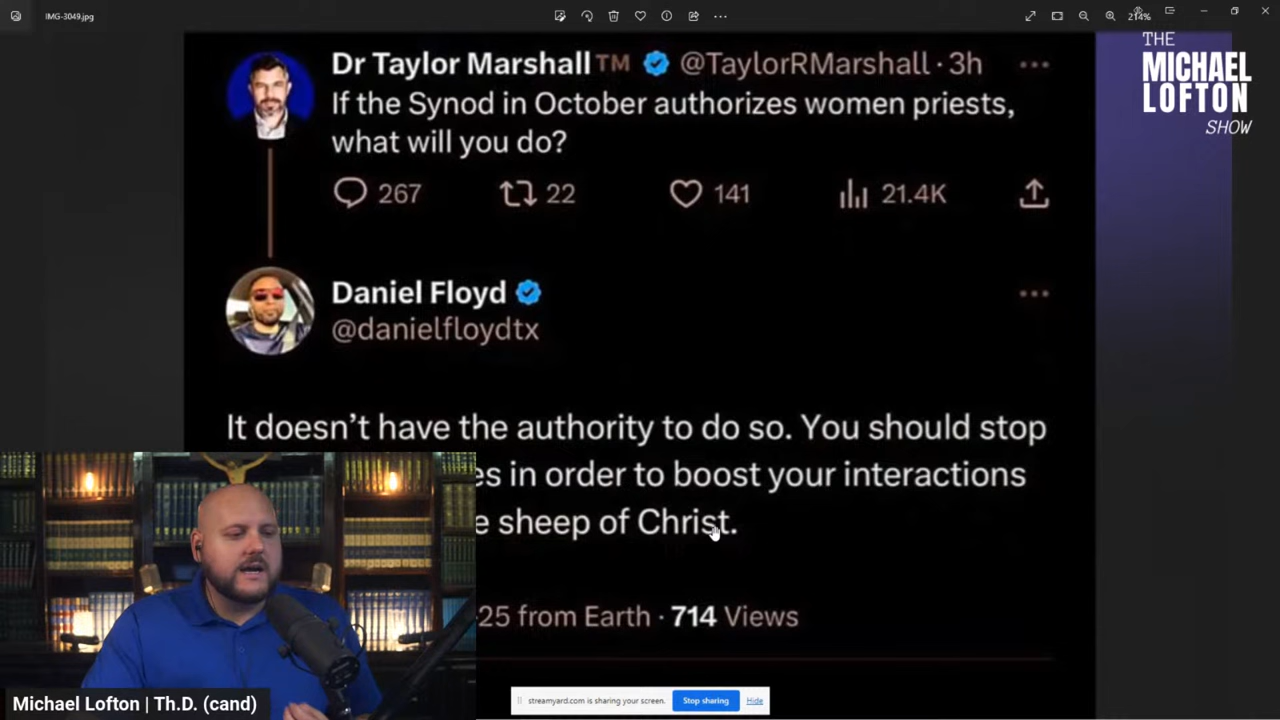 IMG-3049.jpg
214%
THE
MICHAEL
LOFTON
SHOW
Dr Taylor Marshall™ @TaylorRMarshall · 3h
If the Synod in October authorizes women priests,
what will you do?
267 22 141 21.4K
Daniel Floyd
@danielfloydtx
It doesn’t have the authority to do so. You should stop
es in order to boost your interactions
e sheep of Christ.
-25 from Earth · 714 Views
Michael Lofton | Th.D. (cand)
streamyard.com is sharing your screen. Stop sharing Hide